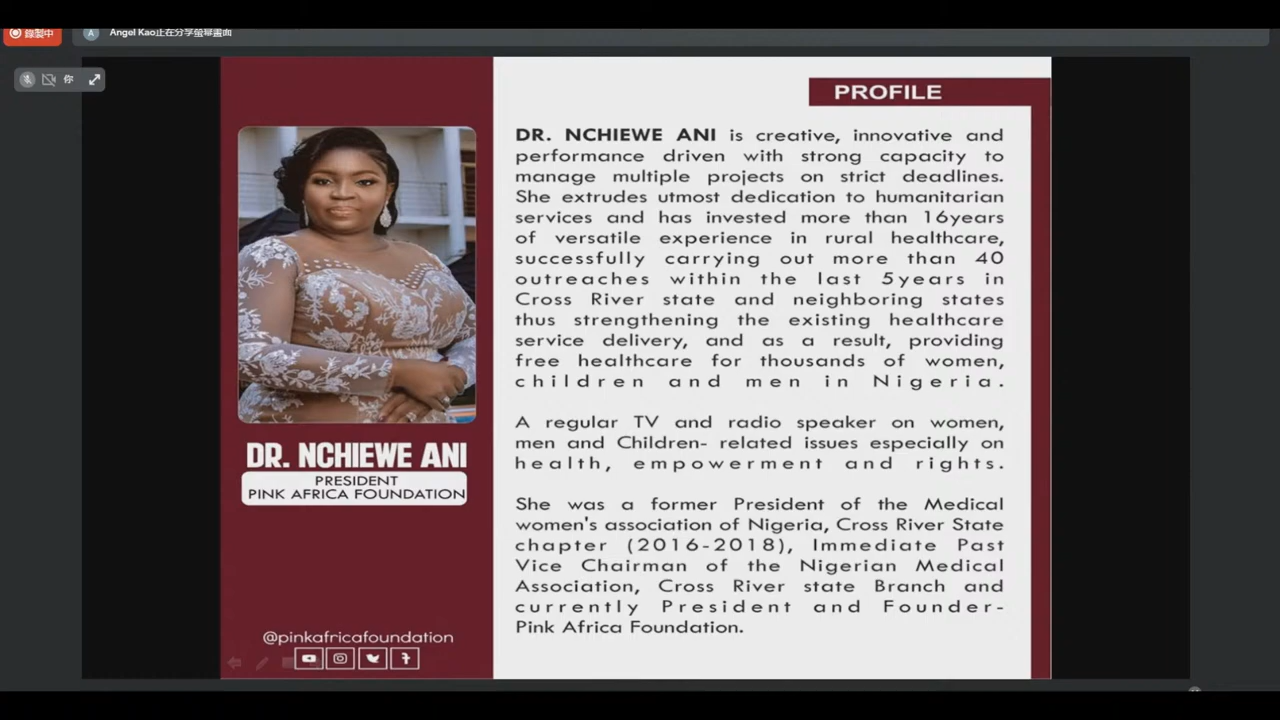 錄製中
A
Angel Kao正在分享螢幕畫面
你
PROFILE
DR. NCHIEWE ANI is creative, innovative and
performance driven with strong capacity to
manage multiple projects on strict deadlines.
She extrudes utmost dedication to humanitarian
services and has invested more than 16years
of versatile experience in rural healthcare,
successfully carrying out more than 40
outreaches within the last 5years in
Cross River state and neighboring states
thus strengthening the existing healthcare
service delivery, and as a result, providing
free healthcare for thousands of women,
children and men in Nigeria.
A regular TV and radio speaker on women,
men and Children- related issues especially on
health, empowerment and rights.
She was a former President of the Medical
women's association of Nigeria, Cross River State
chapter (2016-2018), Immediate Past
Vice Chairman of the Nigerian Medical
Association, Cross River state Branch and
currently President and Founder-
Pink Africa Foundation.
DR. NCHIEWE ANI
PRESIDENT
PINK AFRICA FOUNDATION
@pinkafricafoundation